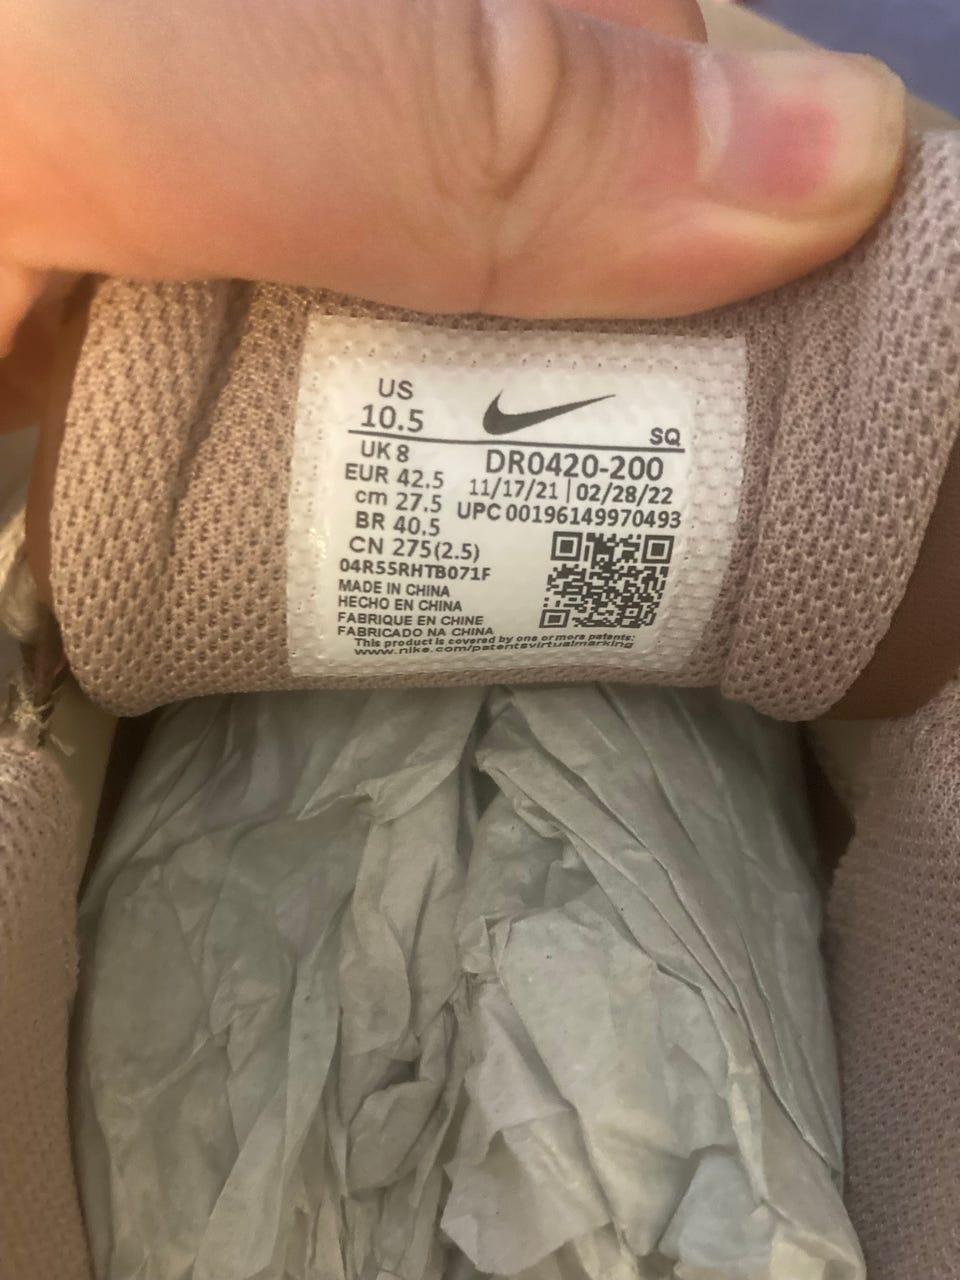 US
10.5
SQ
UK 8
DR0420-200
EUR 42.5
11/17/21 | 02/28/22
cm 27.5
UPC 00196149970493
BR 40.5
CN 275(2.5)
04R55RHTB071F
MADE IN CHINA
HECHO EN CHINA
FABRIQUE EN CHINE
FABRICADO NA CHINA
This product is covered by one or more patents:
www.nike.com/patentsvirtualmarking